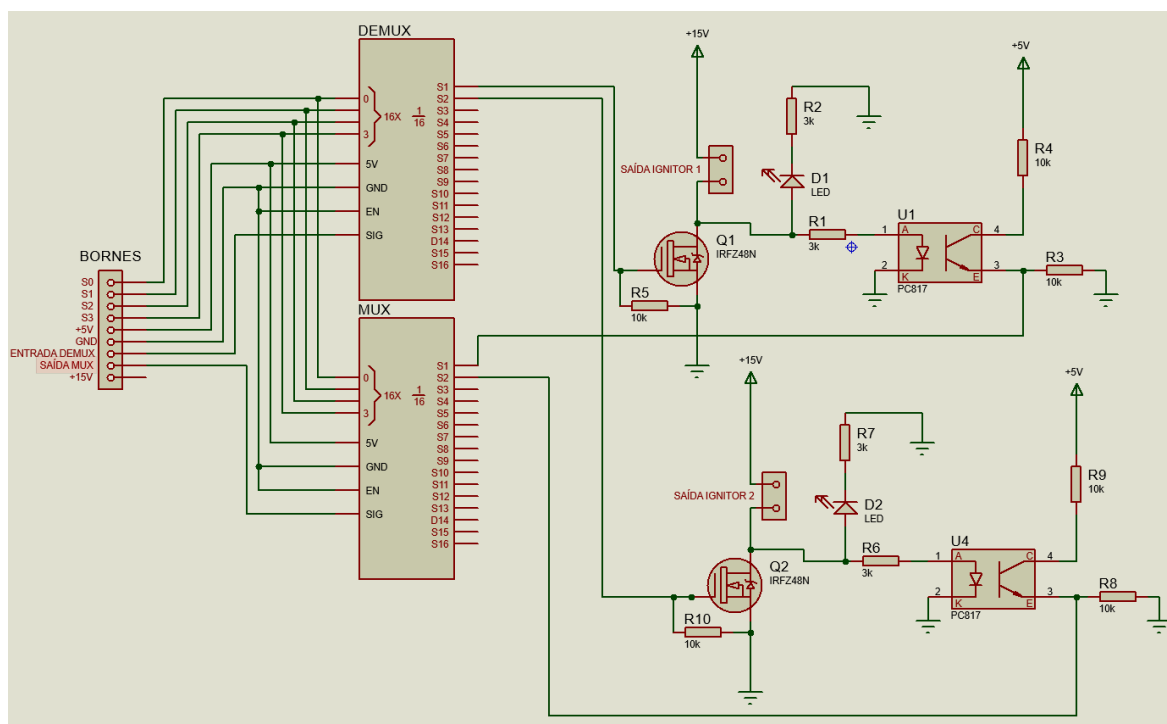 DEMUX
0
3
16X
1
16
5V
GND
EN
SIG
S1
S2
S3
S4
S5
S6
S7
S8
S9
S10
S11
S12
S13
D14
S15
S16
BORNES
S0
S1
S2
S3
+5V
GND
ENTRADA DEMUX
SAÍDA MUX
+15V
MUX
0
3
16X
1
16
5V
GND
EN
SIG
S1
S2
S3
S4
S5
S6
S7
S8
S9
S10
S11
S12
S13
D14
S15
S16
+15V
SAÍDA IGNITOR 1
Q1
IRFZ48N
R5
10k
R2
3k
D1
LED
R1
3k
+5V
R4
10k
U1
1
A
C
4
2
K
E
3
PC817
R3
10k
+15V
SAÍDA IGNITOR 2
Q2
IRFZ48N
R10
10k
R7
3k
D2
LED
R6
3k
+5V
R9
10k
U4
1
A
C
4
2
K
E
3
PC817
R8
10k